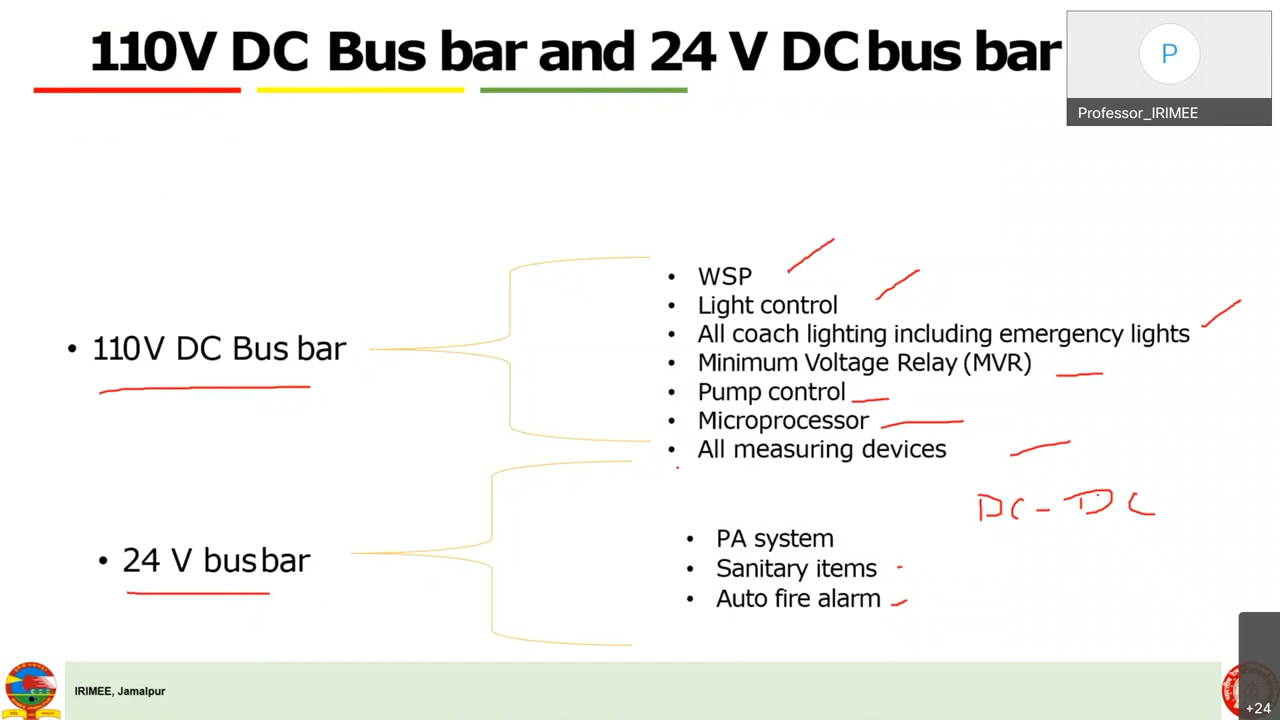 110V DC Bus bar and 24 V DC bus bar
P
Professor_IRIMEE
• WSP
• Light control
• All coach lighting including emergency lights
• 110V DC Bus bar
• Minimum Voltage Relay (MVR)
• Pump control
• Microprocessor
• All measuring devices
DC - DC
• PA system
• 24 V bus bar
• Sanitary items
• Auto fire alarm
IRIMEE, Jamalpur
+24